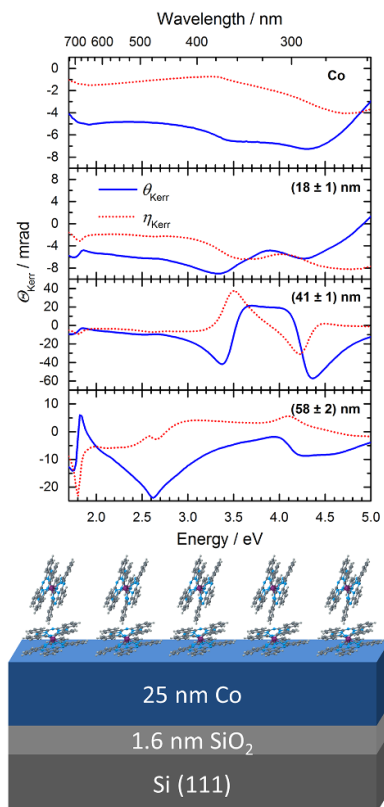 Wavelength / nm
700 600 500 400 300
Co
0
-2
-4
-6
-8
θKerr
ηKerr
(18 ± 1) nm
8
4
0
-4
-8
(41 ± 1) nm
40
20
0
-20
-40
-60
(58 ± 2) nm
10
0
-10
-20
ΘKerr / mrad
2.0 2.5 3.0 3.5 4.0 4.5 5.0
Energy / eV
25 nm Co
1.6 nm SiO₂
Si (111)